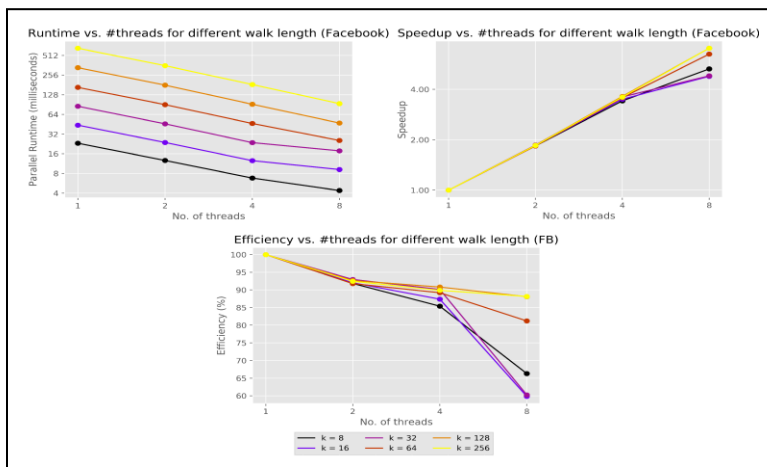 Runtime vs. #threads for different walk length (Facebook)
Parallel Runtime (milliseconds)
512
256
128
64
32
16
8
4
1
2
4
8
No. of threads
Speedup vs. #threads for different walk length (Facebook)
Speedup
4.00
2.00
1.00
1
2
4
8
No. of threads
Efficiency vs. #threads for different walk length (FB)
Efficiency (%)
100
95
90
85
80
75
70
65
60
1
2
4
8
No. of threads
k = 8
k = 32
k = 128
k = 16
k = 64
k = 256